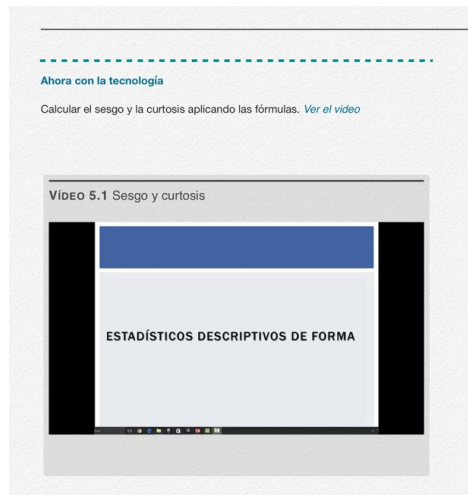 Ahora con la tecnología
Calcular el sesgo y la curtosis aplicando las fórmulas. Ver el video
VÍDEO 5.1 Sesgo y curtosis
ESTADÍSTICOS DESCRIPTIVOS DE FORMA